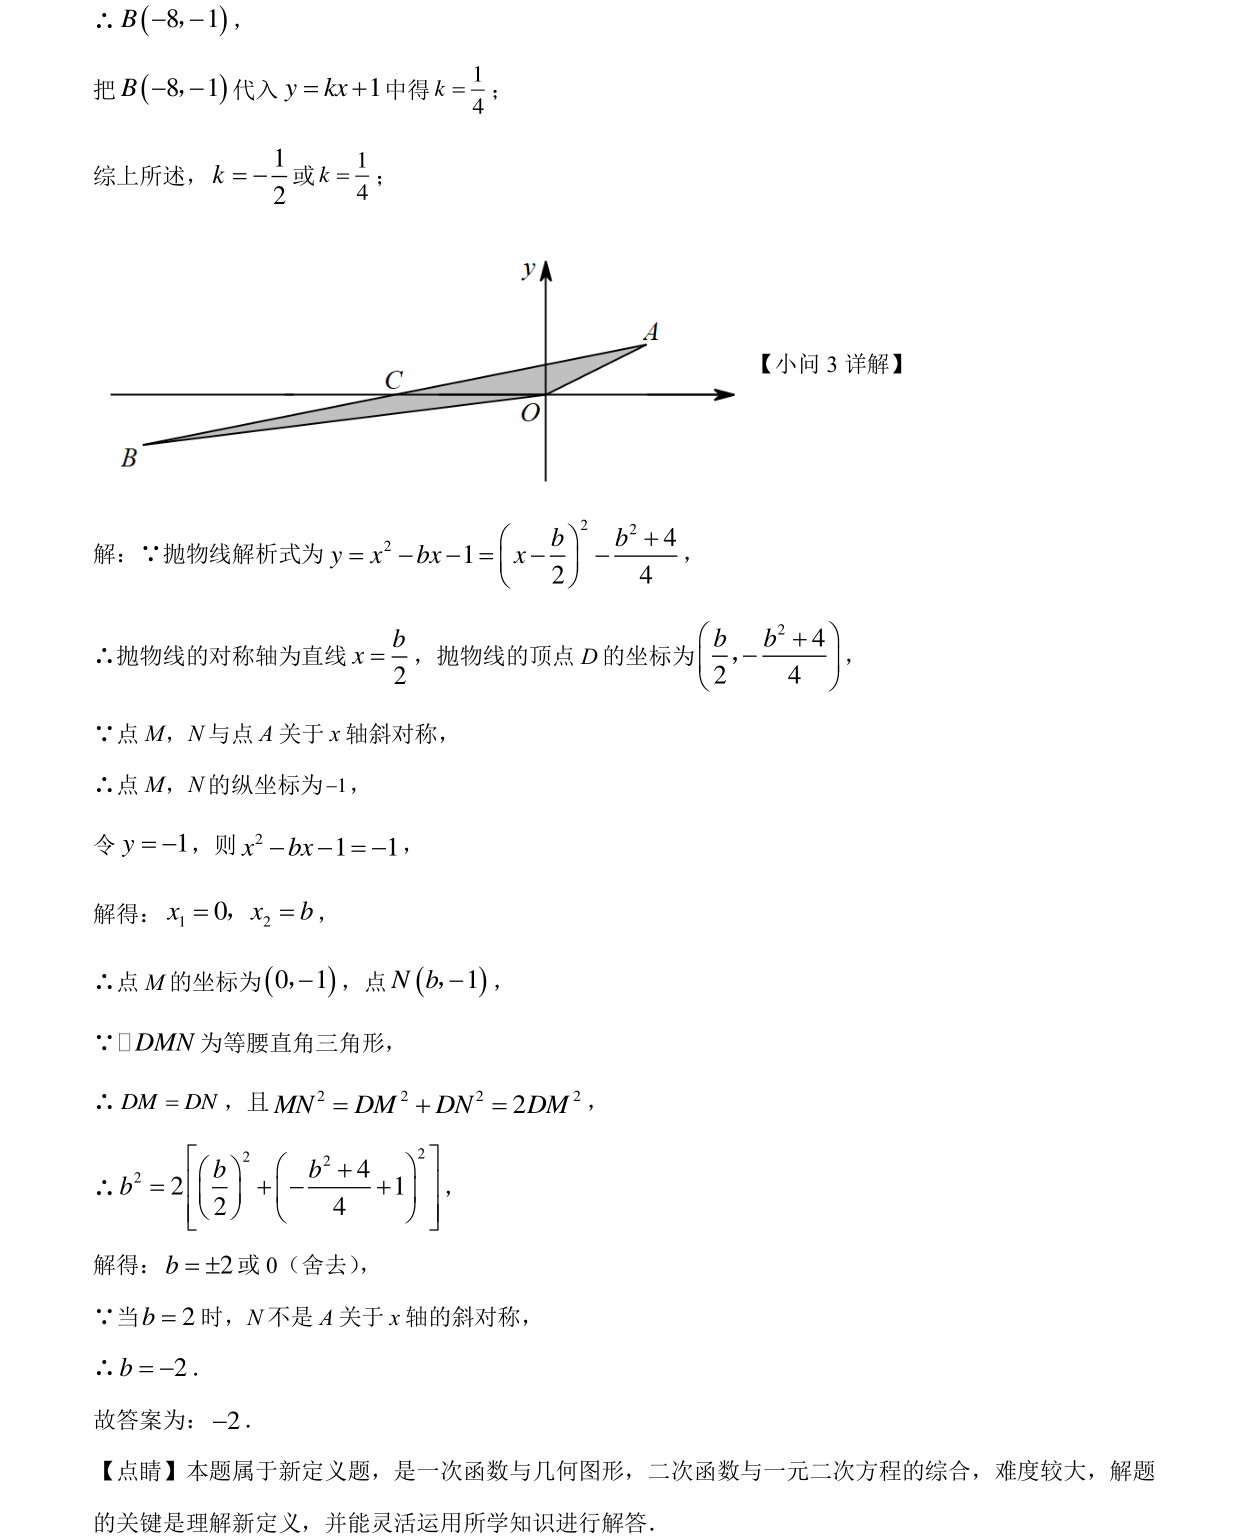 ∴B(−8,−1),
把B(−8,−1)代入 y=kx+1中得k=1/4；
综上所述，k=−1/2或k=1/4；
y
A
【小问 3 详解】
C
O
B
解：∵抛物线解析式为 y=x²−bx−1=(x−b/2)²−(b²+4)/4，
∴抛物线的对称轴为直线 x=b/2，抛物线的顶点 D 的坐标为(b/2,−(b²+4)/4)，
∵点 M，N与点 A 关于 x 轴斜对称，
∴点 M，N的纵坐标为−1，
令 y=−1，则 x²−bx−1=−1，
解得：x₁=0，x₂=b，
∴点 M 的坐标为(0,−1)，点 N(b,−1)，
∵□DMN 为等腰直角三角形，
∴DM=DN，且 MN²=DM²+DN²=2DM²，
∴b²=2[(b/2)²+(−(b²+4)/4+1)²]，
解得：b=±2或 0（舍去），
∵当b=2时，N不是 A 关于 x 轴的斜对称，
∴b=−2．
故答案为：−2．
【点睛】本题属于新定义题，是一次函数与几何图形，二次函数与一元二次方程的综合，难度较大，解题
的关键是理解新定义，并能灵活运用所学知识进行解答．